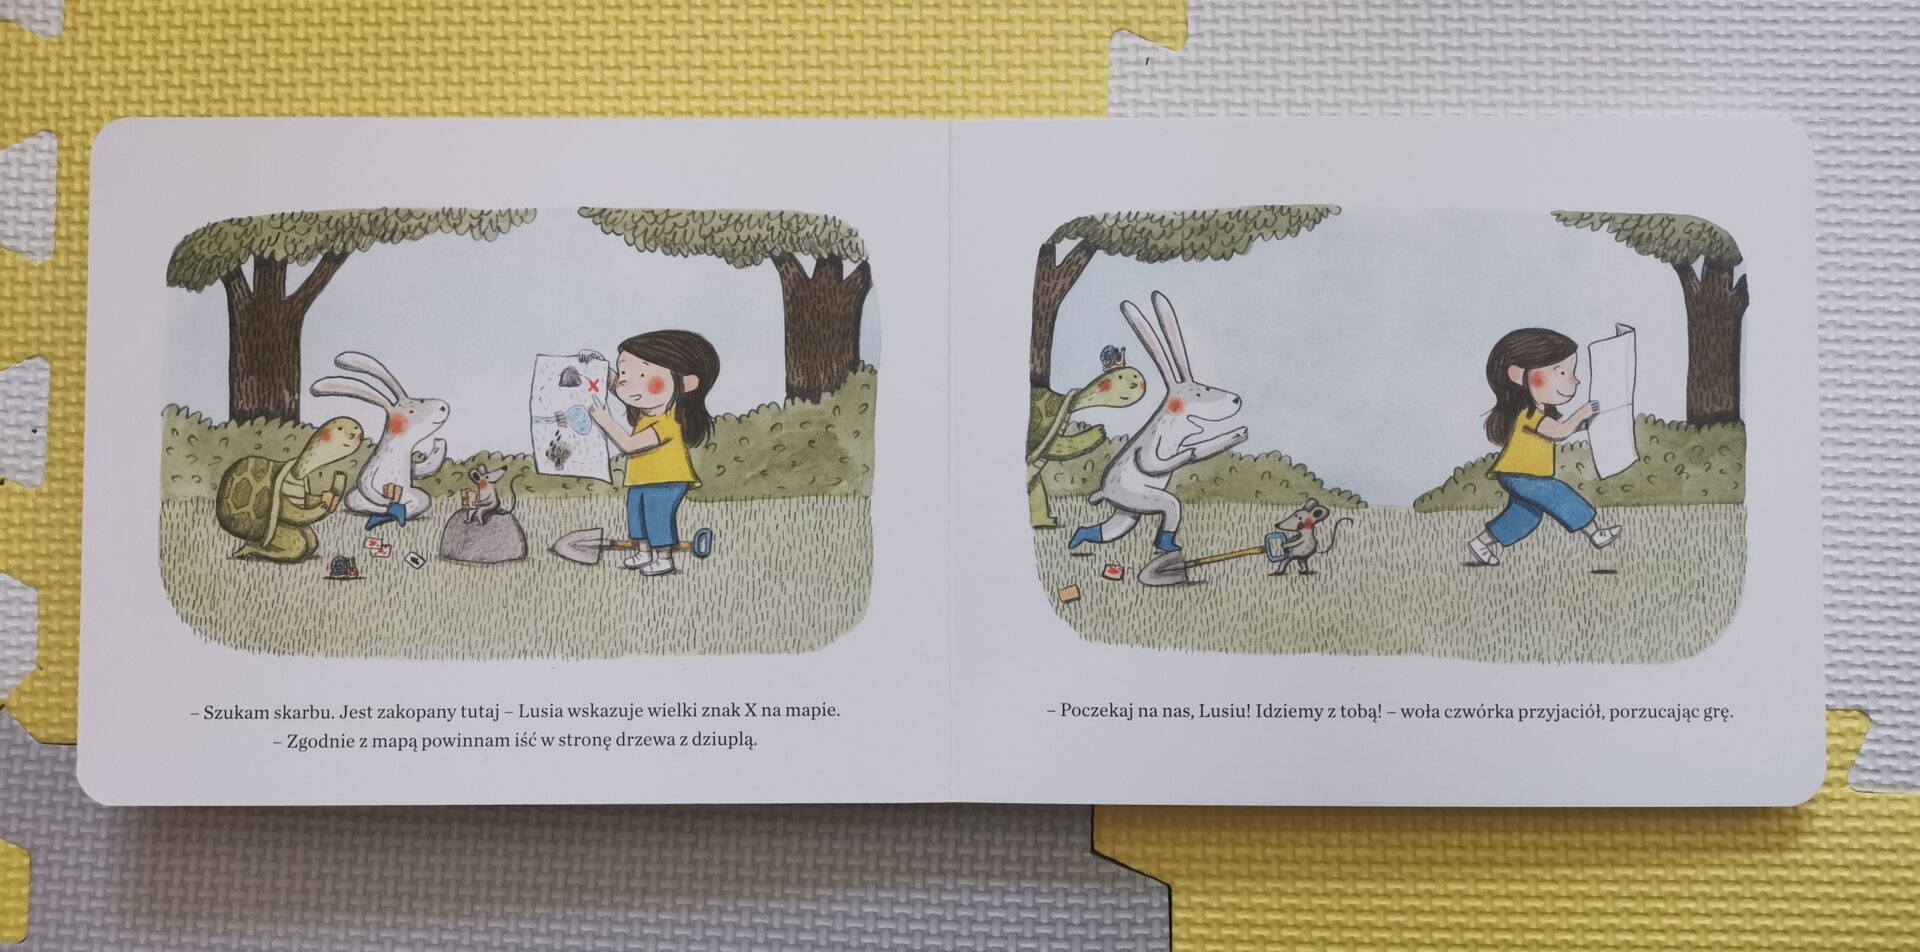 – Szukam skarbu. Jest zakopany tutaj – Lusia wskazuje wielki znak X na mapie.
– Zgodnie z mapą powinnam iść w stronę drzewa z dziuplą.
– Poczekaj na nas, Lusiu! Idziemy z tobą! – woła czwórka przyjaciół, porzucając grę.